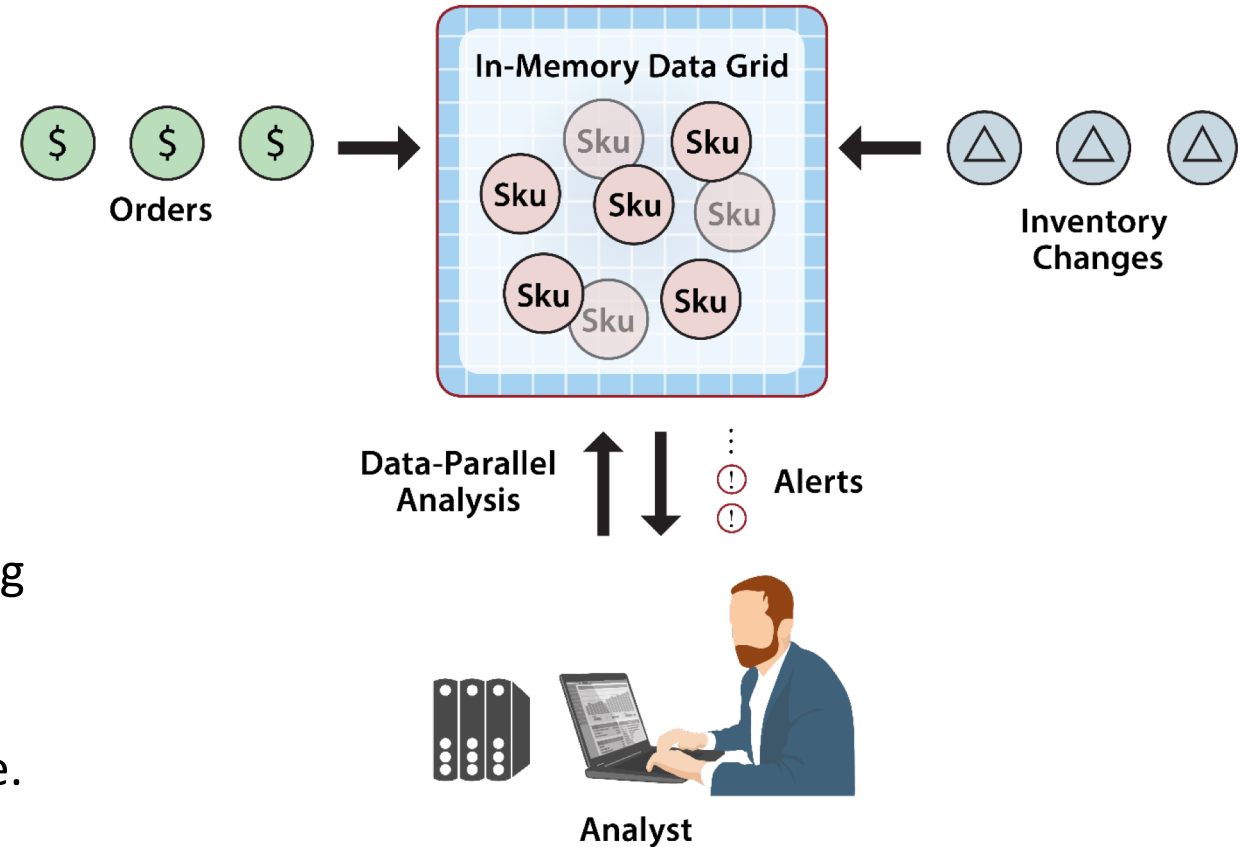 In-Memory Data Grid
$ $ $
Orders
Sku
Sku
Sku
Sku
Sku
Sku
Sku
Sku
Inventory
Changes
Data-Parallel
Analysis
⋮
!
!
Alerts
g
e.
Analyst